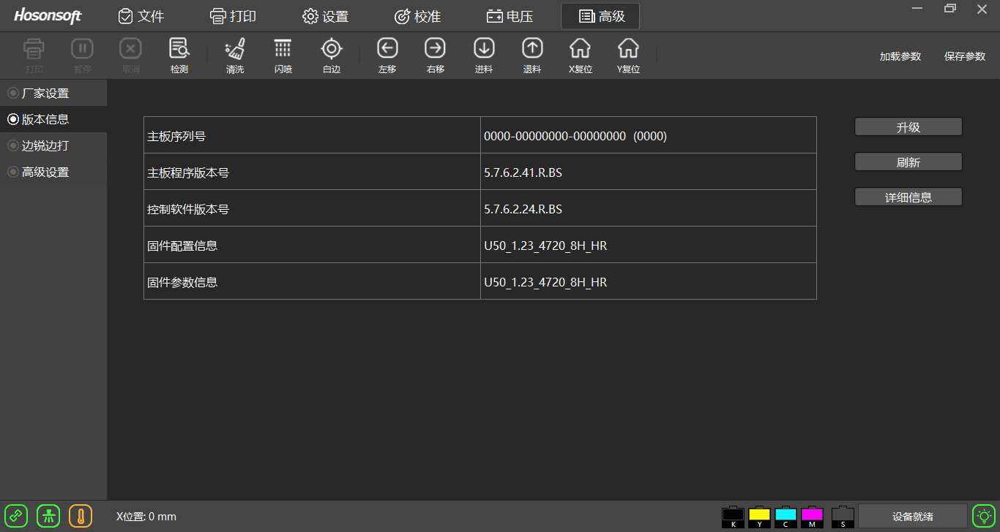 Hosonsoft 文件 打印 设置 校准 电压 高级
打印 暂停 取消 检测 清洗 闪喷 白边 左移 右移 进料 退料 X复位 Y复位 加载参数 保存参数
厂家设置
版本信息
边锐边打
高级设置
主板序列号 0000-00000000-00000000 (0000)
主板程序版本号 5.7.6.2.41.R.BS
控制软件版本号 5.7.6.2.24.R.BS
固件配置信息 U50_1.23_4720_8H_HR
固件参数信息 U50_1.23_4720_8H_HR
升级
刷新
详细信息
X位置: 0 mm K Y C M S 设备就绪